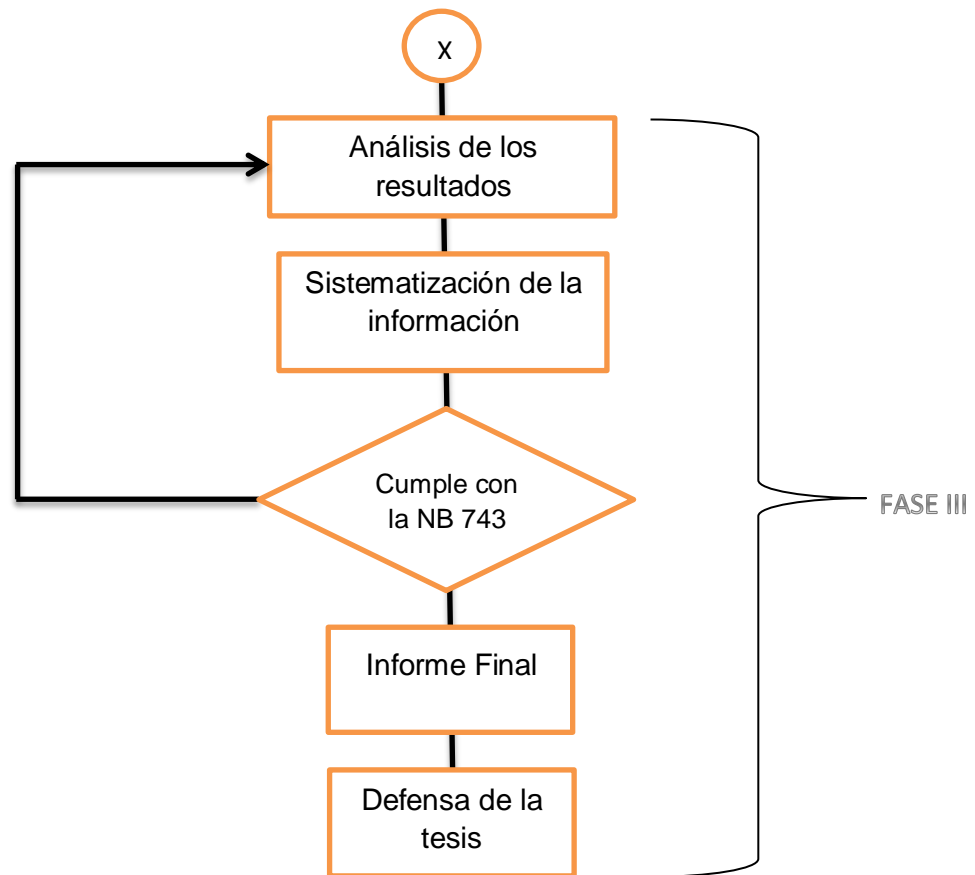 x
Análisis de los
resultados
Sistematización de la
información
Cumple con
la NB 743
FASE III
Informe Final
Defensa de la
tesis